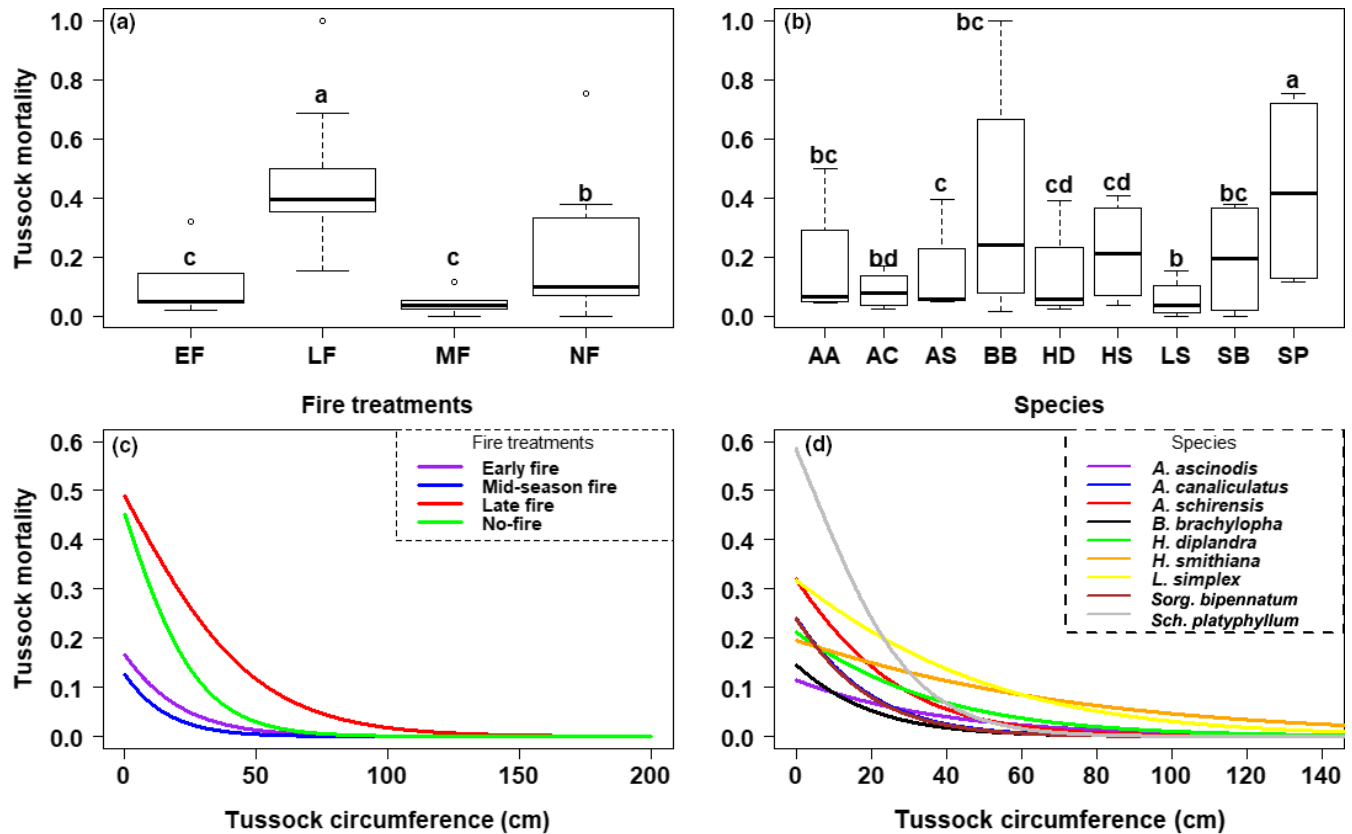 (a)
Tussock mortality
1.0
0.8
0.6
0.4
0.2
0.0
c
a
c
b
EF LF MF NF
Fire treatments
(b)
1.0
0.8
0.6
0.4
0.2
0.0
bc
bd
c
bc
cd
cd
b
bc
a
AA AC AS BB HD HS LS SB SP
Species
(c)
Tussock mortality
0.6
0.5
0.4
0.3
0.2
0.1
0.0
Fire treatments
Early fire
Mid-season fire
Late fire
No-fire
0 50 100 150 200
Tussock circumference (cm)
(d)
0.6
0.5
0.4
0.3
0.2
0.1
0.0
Species
A. ascinodis
A. canaliculatus
A. schirensis
B. brachylopha
H. diplandra
H. smithiana
L. simplex
Sorg. bipennatum
Sch. platyphyllum
0 20 40 60 80 100 120 140
Tussock circumference (cm)